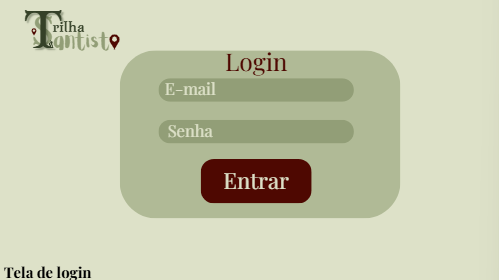 Trilha
Santista
Login
E-mail
Senha
Entrar
Tela de login